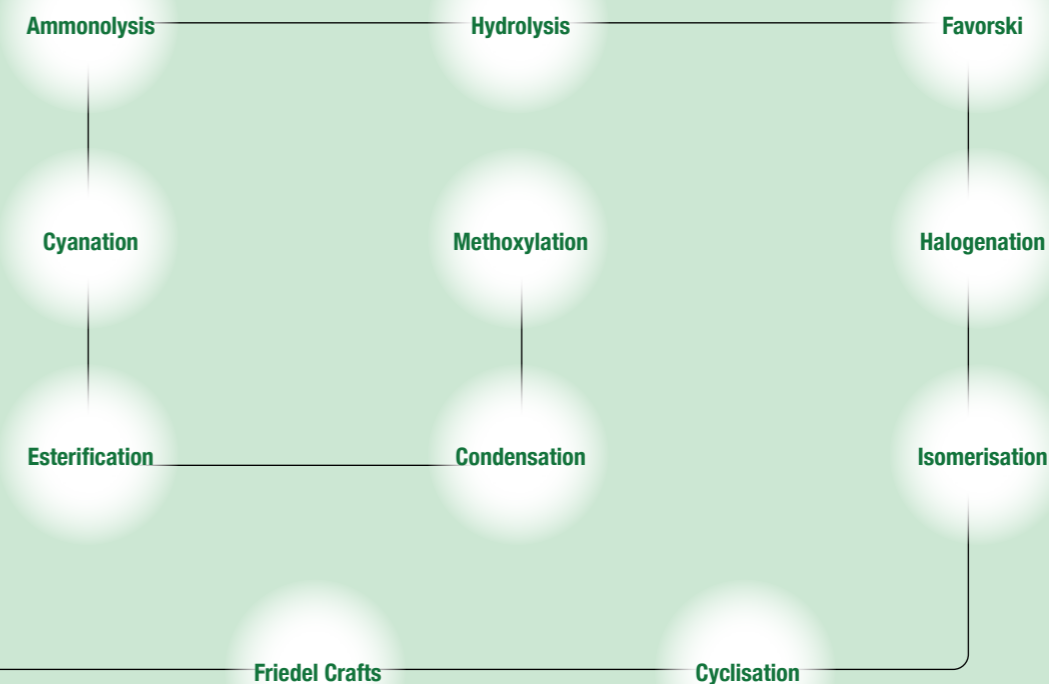 Ammonolysis
Hydrolysis
Favorski
Cyanation
Methoxylation
Halogenation
Esterification
Condensation
Isomerisation
Friedel Crafts
Cyclisation